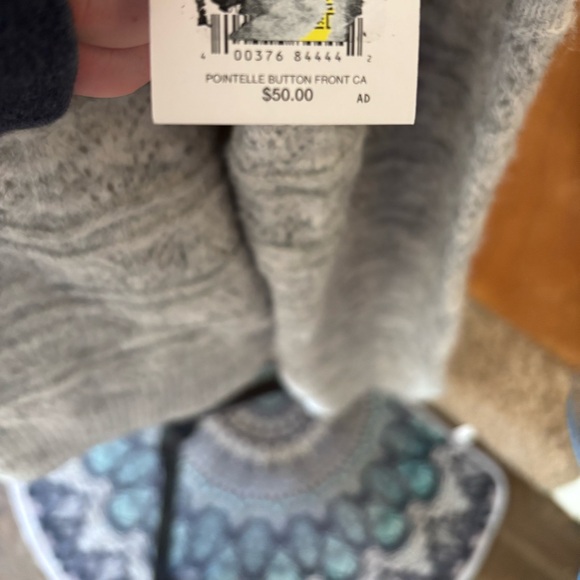 4 00376 84444 2
POINTELLE BUTTON FRONT CA
$50.00 AD